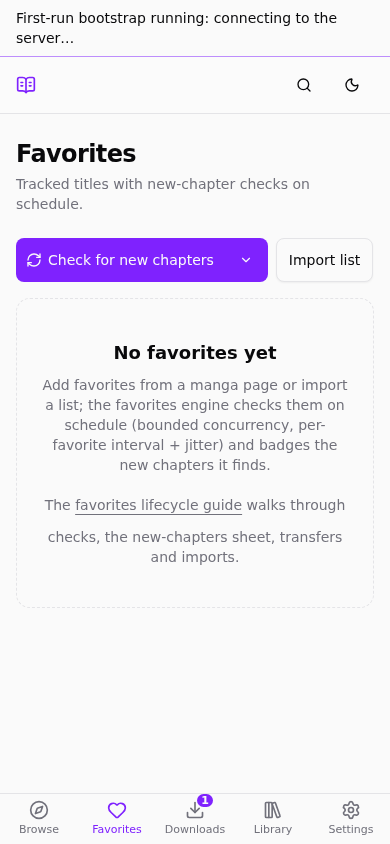 First-run bootstrap running: connecting to the
server…
Favorites
Tracked titles with new-chapter checks on
schedule.
Check for new chapters
Import list
No favorites yet
Add favorites from a manga page or import
a list; the favorites engine checks them on
schedule (bounded concurrency, per-
favorite interval + jitter) and badges the
new chapters it finds.
The favorites lifecycle guide walks through
checks, the new-chapters sheet, transfers
and imports.
1
Browse
Favorites
Downloads
Library
Settings